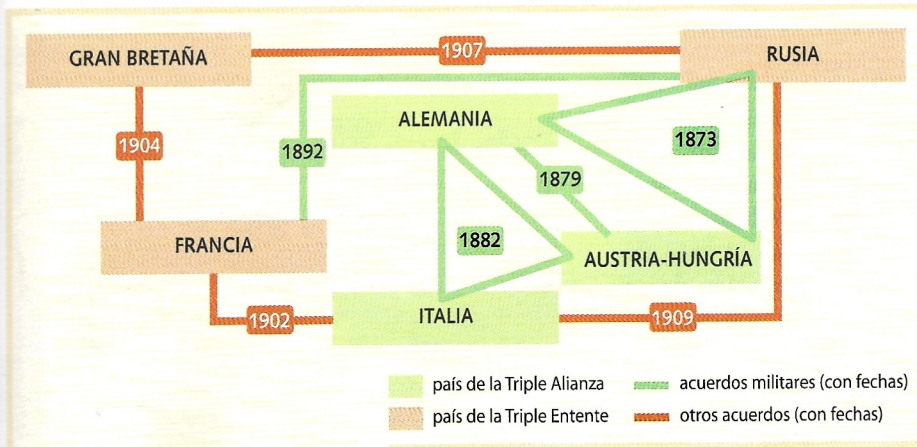 GRAN BRETAÑA
1907
RUSIA
ALEMANIA
1904
1892
1873
1879
FRANCIA
1882
AUSTRIA-HUNGRÍA
1902
ITALIA
1909
país de la Triple Alianza
acuerdos militares (con fechas)
país de la Triple Entente
otros acuerdos (con fechas)